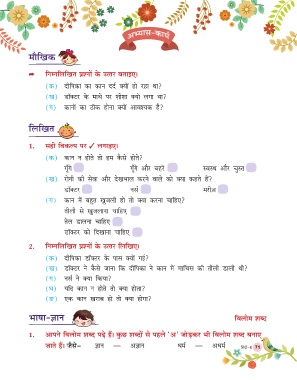 अभ्यास-कार्य
मौखिक
निम्नलिखित प्रश्नों के उत्तर बताइए।
(क) दीपिका का कान दर्द क्यों हो रहा था?
(ख) डॉक्टर के माथे पर शीशा क्यों लगा था?
(ग) कानों का ठीक होना क्यों आवश्यक है?
लिखित
1. सही विकल्प पर ✓ लगाइए।
(क) कान न होते तो हम कैसे होते?
गूँगे गूँगे और बहरे स्वस्थ और चुस्त
(ख) रोगी की सेवा और देखभाल करने वाले को क्या कहते हैं?
डॉक्टर नर्स मरीज़
(ग) कान में बहुत खुजली हो तो क्या करना चाहिए?
तीली से खुजलाना चाहिए
तेल डालना चाहिए
डॉक्टर को दिखाना चाहिए
2. निम्नलिखित प्रश्नों के उत्तर लिखिए।
(क) दीपिका डॉक्टर के पास क्यों गई?
(ख) डॉक्टर ने कैसे जाना कि दीपिका ने कान में माचिस की तीली डाली थी?
(ग) नर्स ने क्या किया?
(घ) यदि कान न होते तो क्या होता?
(ङ) एक कान खराब हो तो क्या होगा?
भाषा-ज्ञान विलोम शब्द
1. आपने विलोम शब्द पढ़े हैं। कुछ शब्दों से पहले 'अ' जोड़कर भी विलोम शब्द बनाए
जाते हैं। जैसे– ज्ञान — अज्ञान धर्म — अधर्म